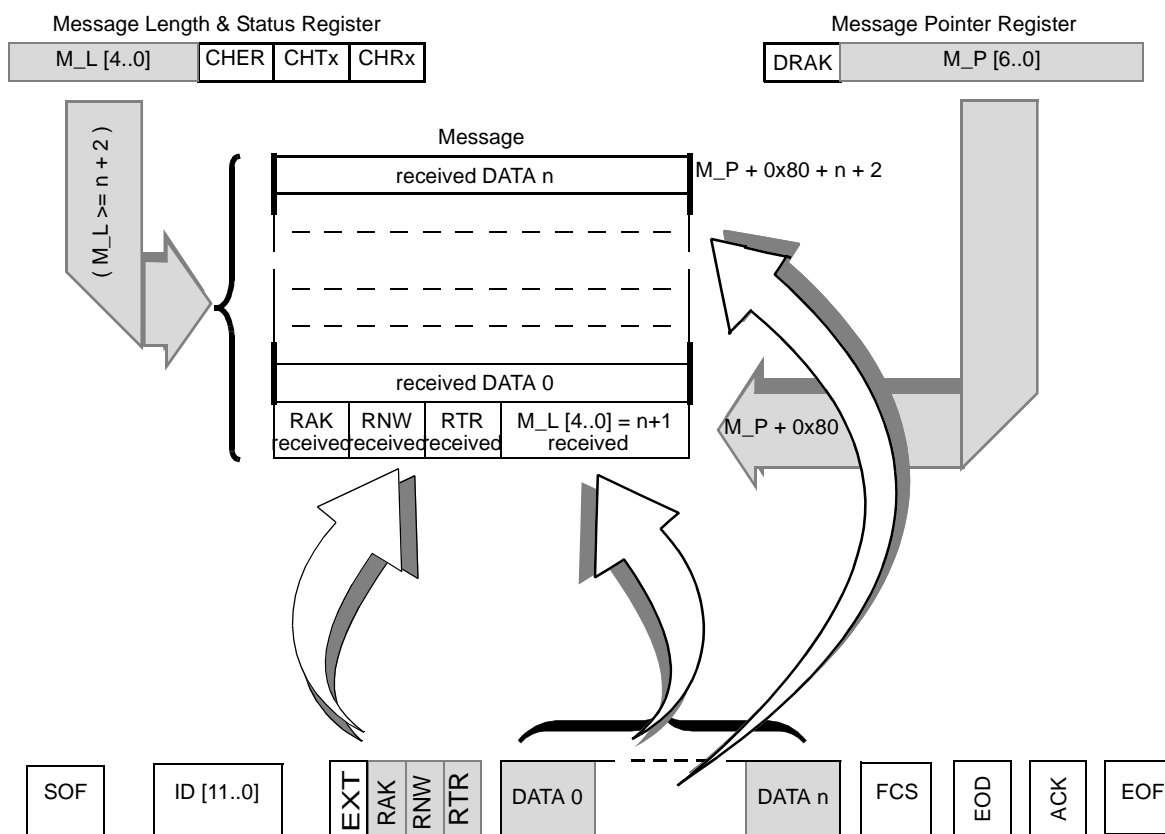 Message Length & Status Register
Message Pointer Register
M_L [4..0] CHER CHTx CHRx
DRAK M_P [6..0]
( M_L >= n + 2 )
Message
received DATA n
M_P + 0x80 + n + 2
received DATA 0
RAK received
RNW received
RTR received
M_L [4..0] = n+1 received
M_P + 0x80
SOF ID [11..0] EXT RAK RNW RTR DATA 0 DATA n FCS EOD ACK EOF